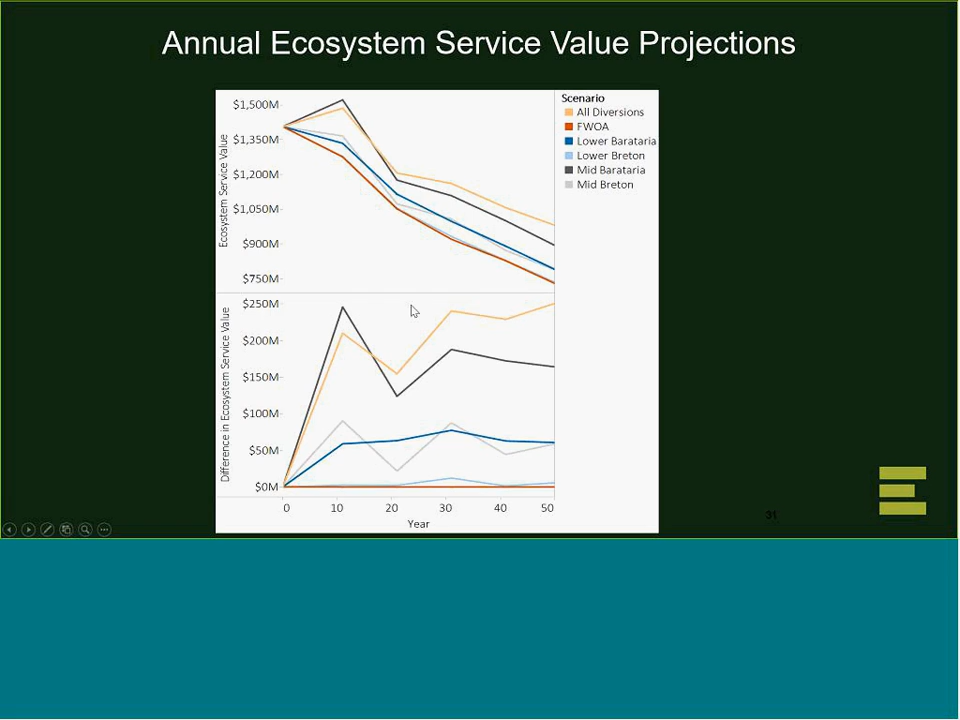 Annual Ecosystem Service Value Projections
Scenario
All Diversions
FWOA
Lower Barataria
Lower Breton
Mid Barataria
Mid Breton
Ecosystem Service Value
$1,500M
$1,350M
$1,200M
$1,050M
$900M
$750M
Difference in Ecosystem Service Value
$250M
$200M
$150M
$100M
$50M
$0M
0 10 20 30 40 50
Year
31